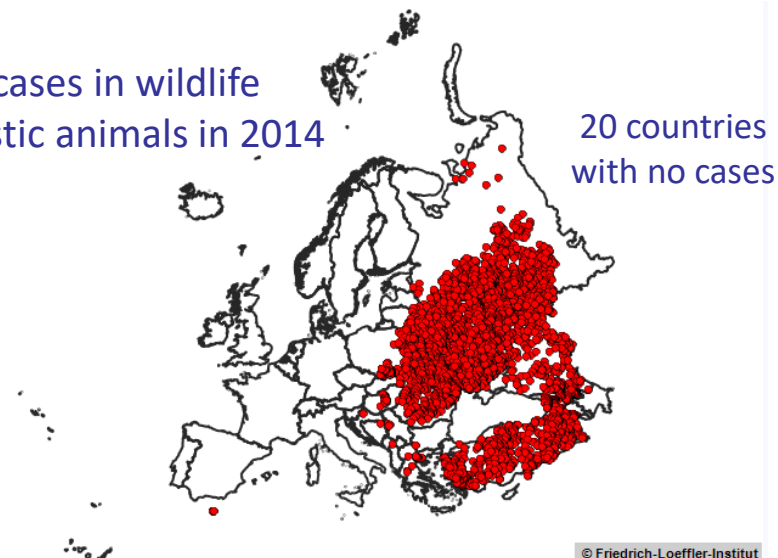 cases in wildlife
stic animals in 2014
20 countries
with no cases
© Friedrich-Loeffler-Institut